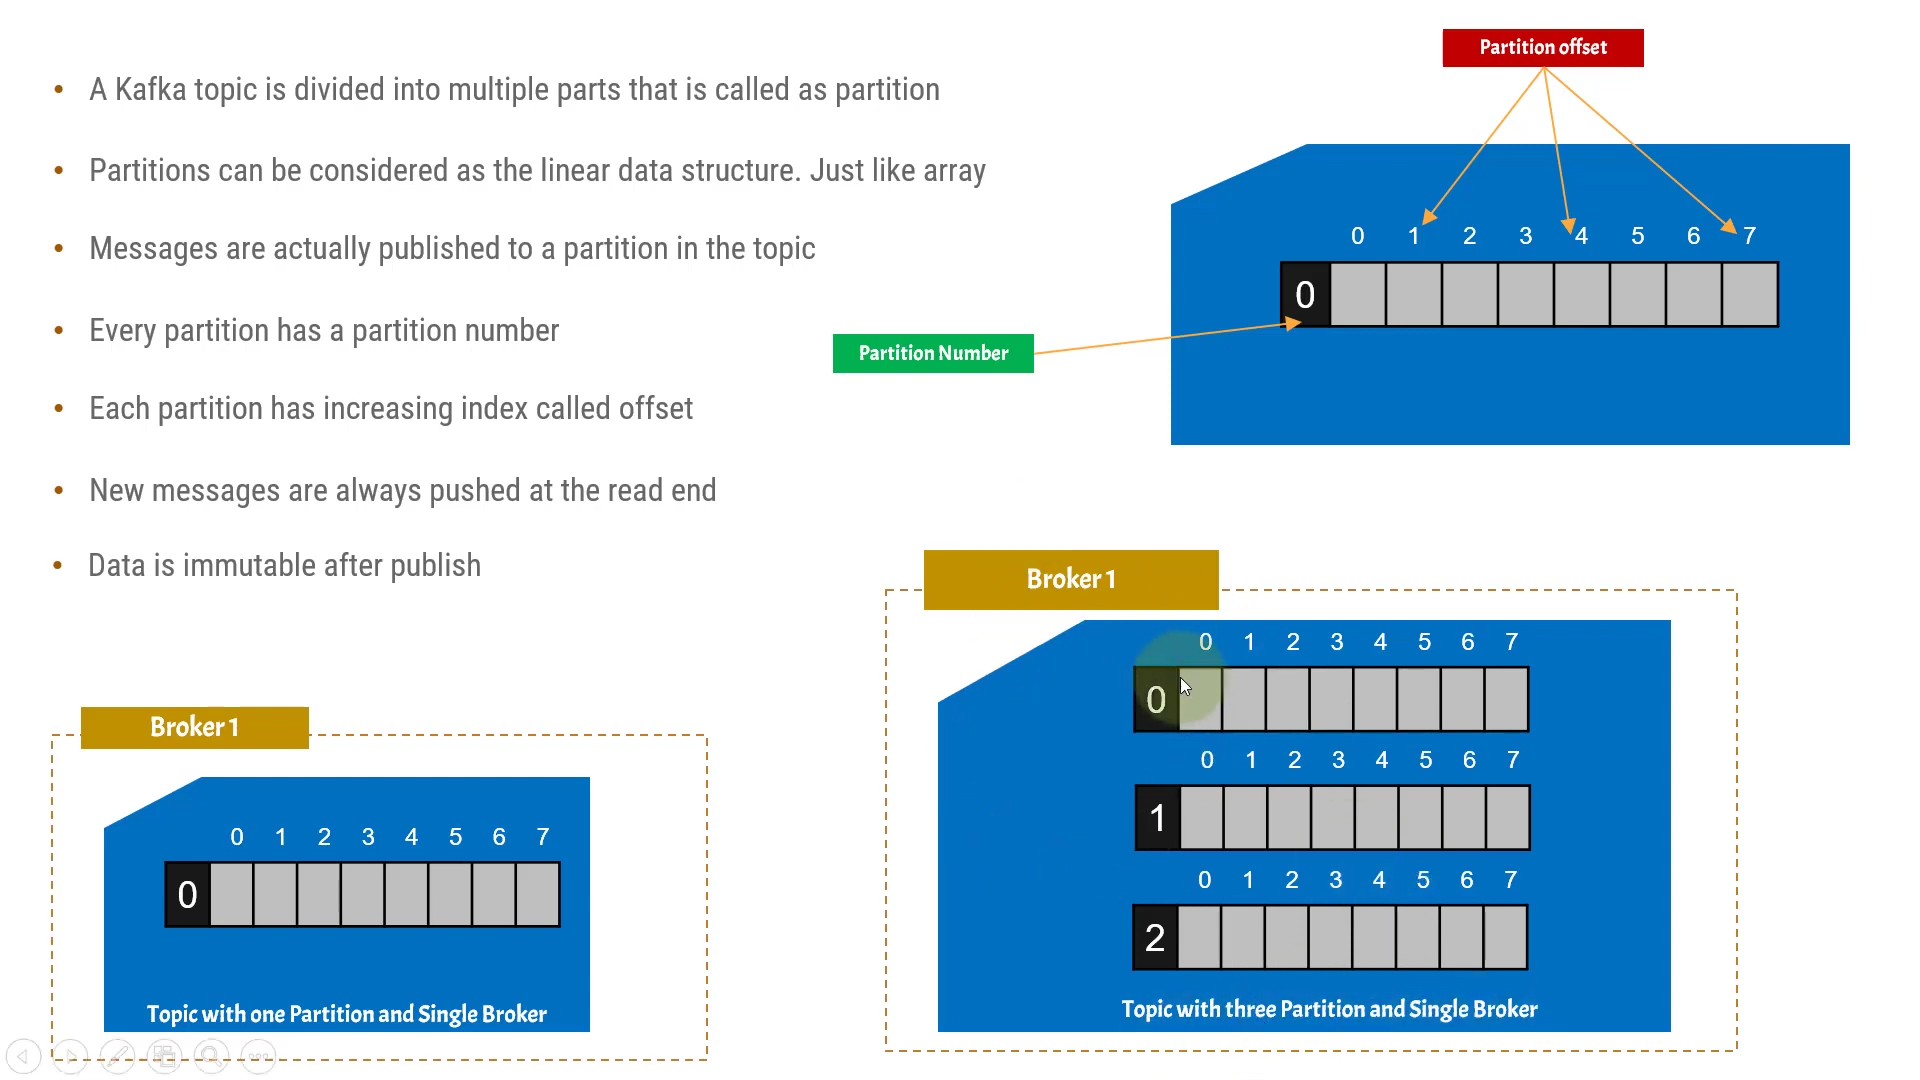 • A Kafka topic is divided into multiple parts that is called as partition
• Partitions can be considered as the linear data structure. Just like array
• Messages are actually published to a partition in the topic
• Every partition has a partition number
• Each partition has increasing index called offset
• New messages are always pushed at the read end
• Data is immutable after publish
Partition offset
0 1 2 3 4 5 6 7
0
Partition Number
Broker 1
0 1 2 3 4 5 6 7
0
Topic with one Partition and Single Broker
Broker 1
0 1 2 3 4 5 6 7
0
0 1 2 3 4 5 6 7
1
0 1 2 3 4 5 6 7
2
Topic with three Partition and Single Broker